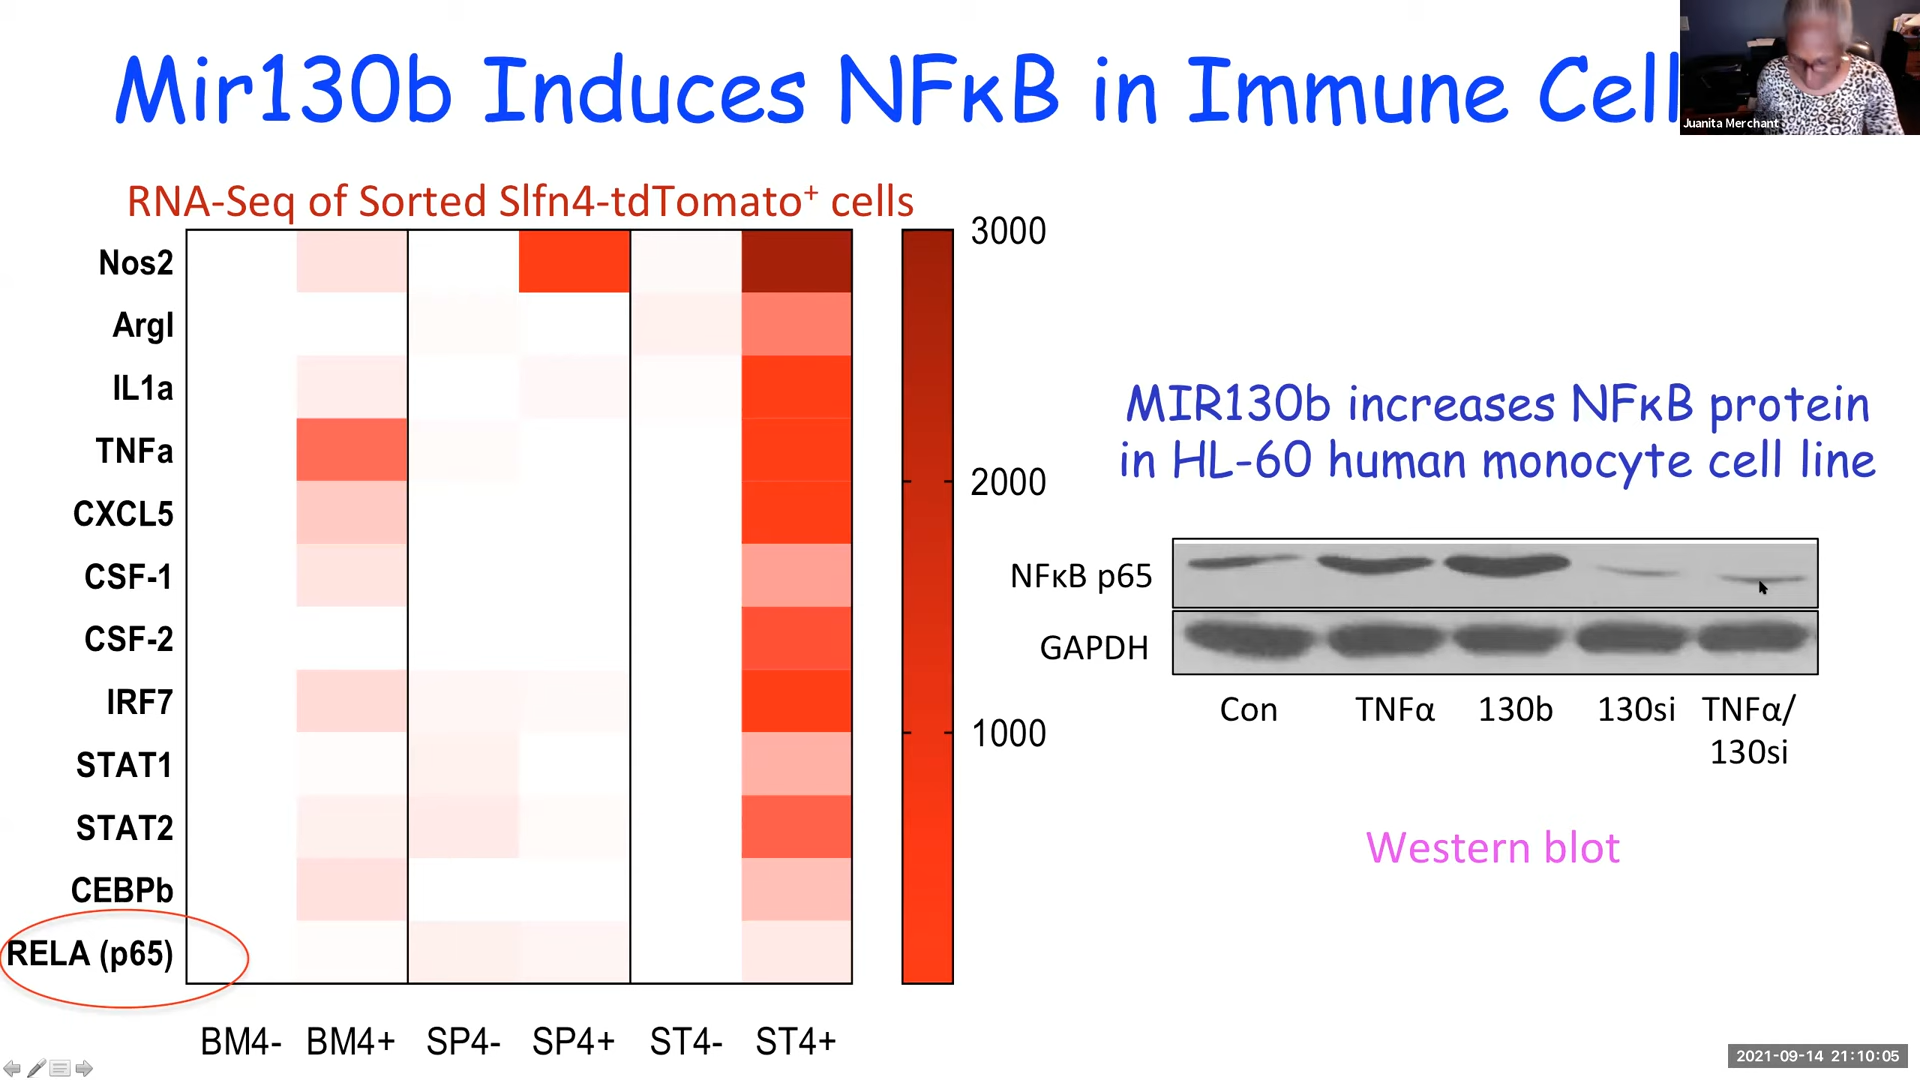 Mir130b Induces NFκB in Immune Cell
Juanita Merchant
RNA-Seq of Sorted Slfn4-tdTomato⁺ cells
Nos2
ArgI
IL1a
TNFa
CXCL5
CSF-1
CSF-2
IRF7
STAT1
STAT2
CEBPb
RELA (p65)
BM4- BM4+ SP4- SP4+ ST4- ST4+
3000
2000
1000
MIR130b increases NFκB protein
in HL-60 human monocyte cell line
NFκB p65
GAPDH
Con TNFα 130b 130si TNFα/
130si
Western blot
2021-09-14 21:10:05